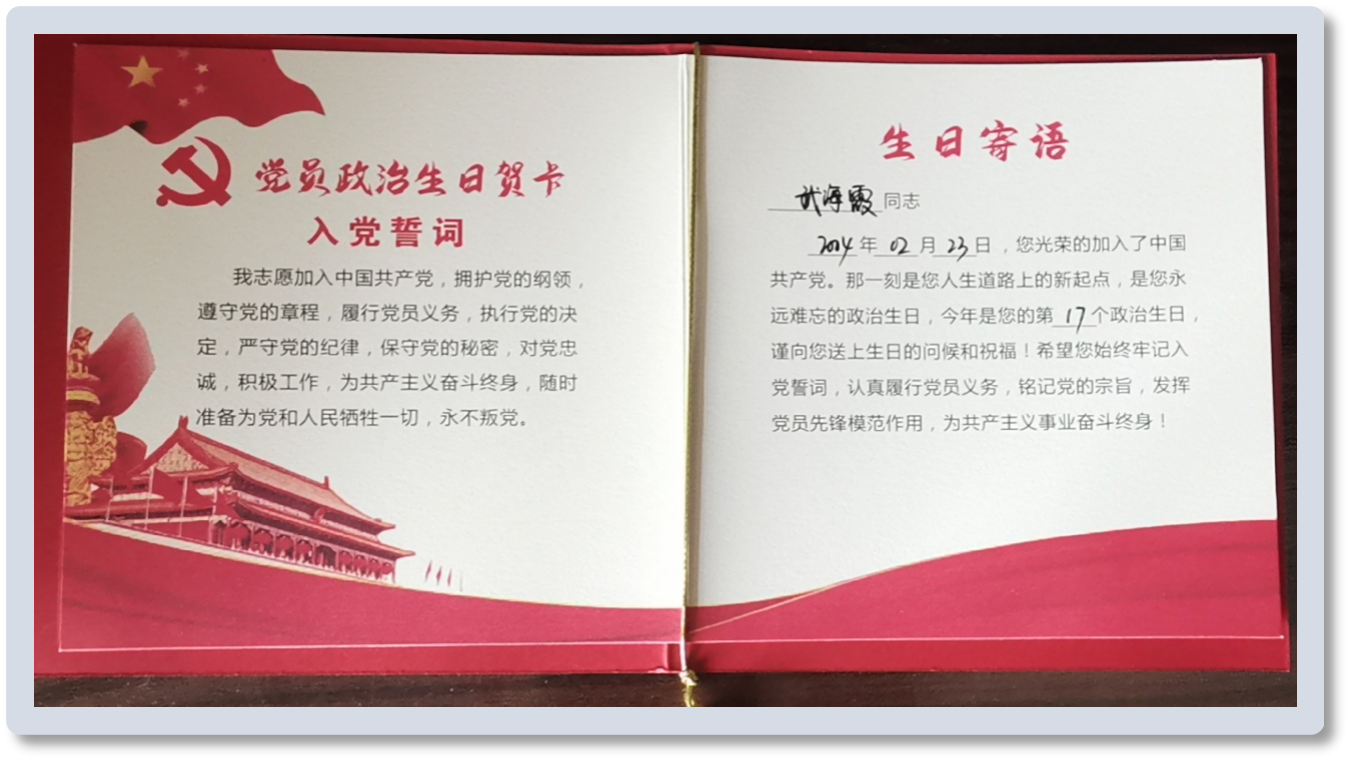 党员政治生日贺卡
入党誓词
我志愿加入中国共产党，拥护党的纲领，
遵守党的章程，履行党员义务，执行党的决
定，严守党的纪律，保守党的秘密，对党忠
诚，积极工作，为共产主义奋斗终身，随时
准备为党和人民牺牲一切，永不叛党。
生日寄语
武海霞同志
2004年02月23日，您光荣的加入了中国
共产党。那一刻是您人生道路上的新起点，是您永
远难忘的政治生日，今年是您的第17个政治生日，
谨向您送上生日的问候和祝福！希望您始终牢记入
党誓词，认真履行党员义务，铭记党的宗旨，发挥
党员先锋模范作用，为共产主义事业奋斗终身！